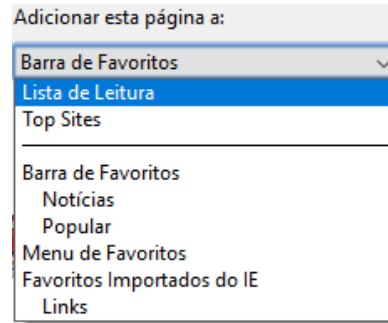 Adicionar esta página a:
Barra de Favoritos
Lista de Leitura
Top Sites
Barra de Favoritos
Notícias
Popular
Menu de Favoritos
Favoritos Importados do IE
Links